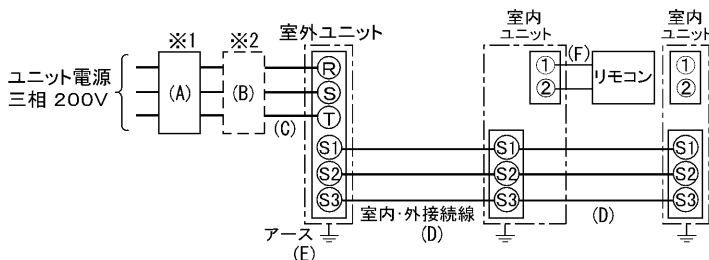 ※1
※2
室外ユニット
室内
ユニット
室内
ユニット
ユニット電源
三相 200V
(A)
(B)
(C)
R
S
T
① (F) リモコン ①
② ②
S1 S1 S1
S2 S2 S2
S3 S3 S3
アース
(E)
室内・外接続線
(D)
(D)